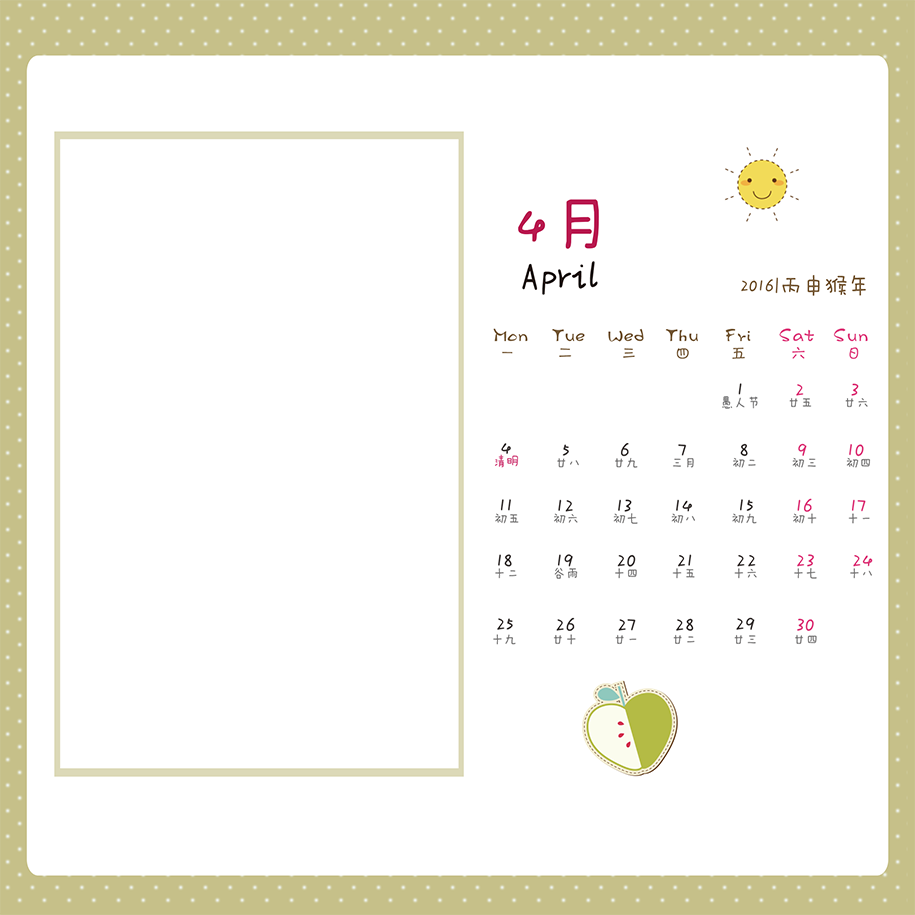 4月
April
2016|丙申猴年
Mon Tue Wed Thu Fri Sat Sun
一 二 三 四 五 六 日
1 2 3
愚人节 廿五 廿六
4 5 6 7 8 9 10
清明 廿八 廿九 三月 初二 初三 初四
11 12 13 14 15 16 17
初五 初六 初七 初八 初九 初十 十一
18 19 20 21 22 23 24
十二 谷雨 十四 十五 十六 十七 十八
25 26 27 28 29 30
十九 廿十 廿一 廿二 廿三 廿四